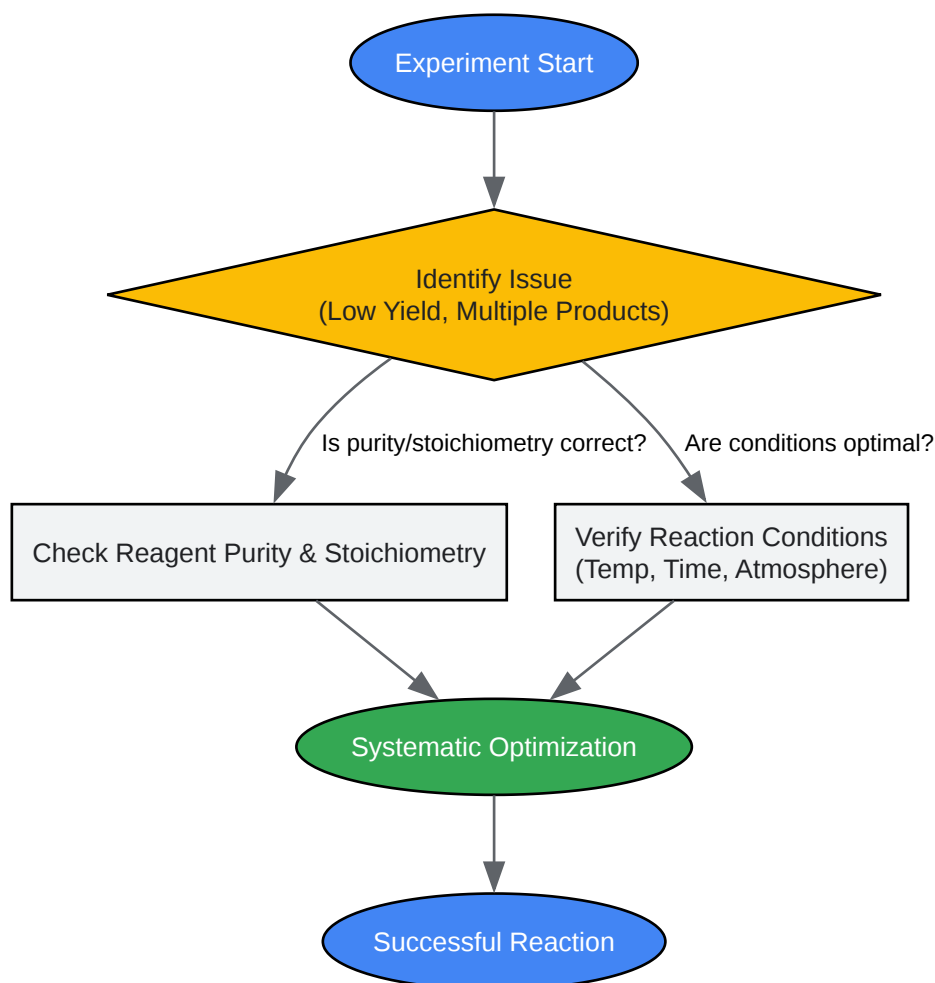 Experiment Start
Identify Issue
(Low Yield, Multiple Products)
Is purity/stoichiometry correct?
Are conditions optimal?
Check Reagent Purity & Stoichiometry
Verify Reaction Conditions
(Temp, Time, Atmosphere)
Systematic Optimization
Successful Reaction